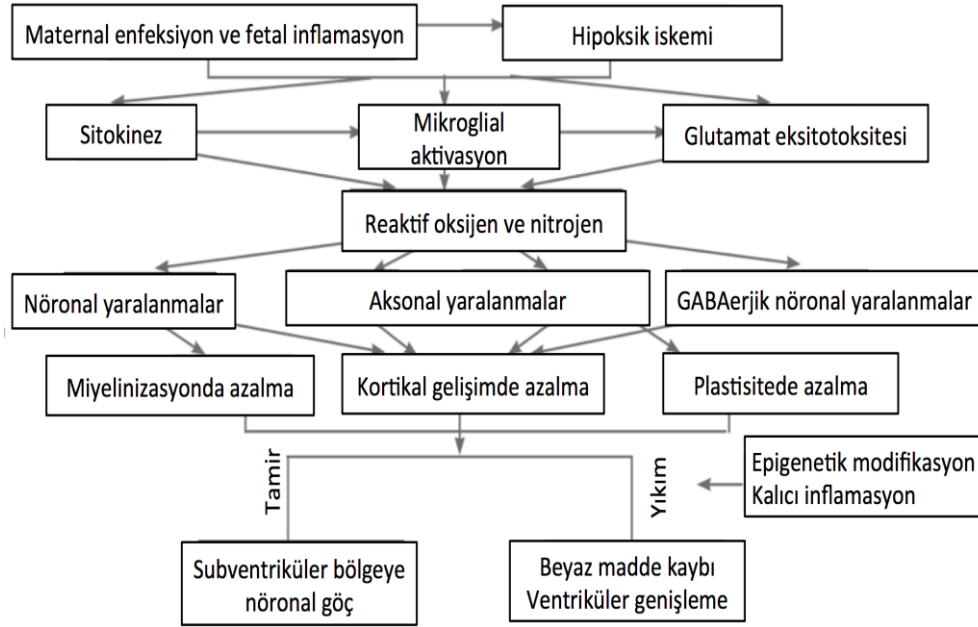 Maternal enfeksiyon ve fetal inflamasyon
Hipoksik iskemi
Sitokinez
Mikroglial
aktivasyon
Glutamat eksitotoksitesi
Reaktif oksijen ve nitrojen
Nöronal yaralanmalar
Aksonal yaralanmalar
GABAerjik nöronal yaralanmalar
Miyelinizasyonda azalma
Kortikal gelişimde azalma
Plastisitede azalma
Tamir
Yıkım
Epigenetik modifikasyon
Kalıcı inflamasyon
Subventriküler bölgeye
nöronal göç
Beyaz madde kaybı
Ventriküler genişleme